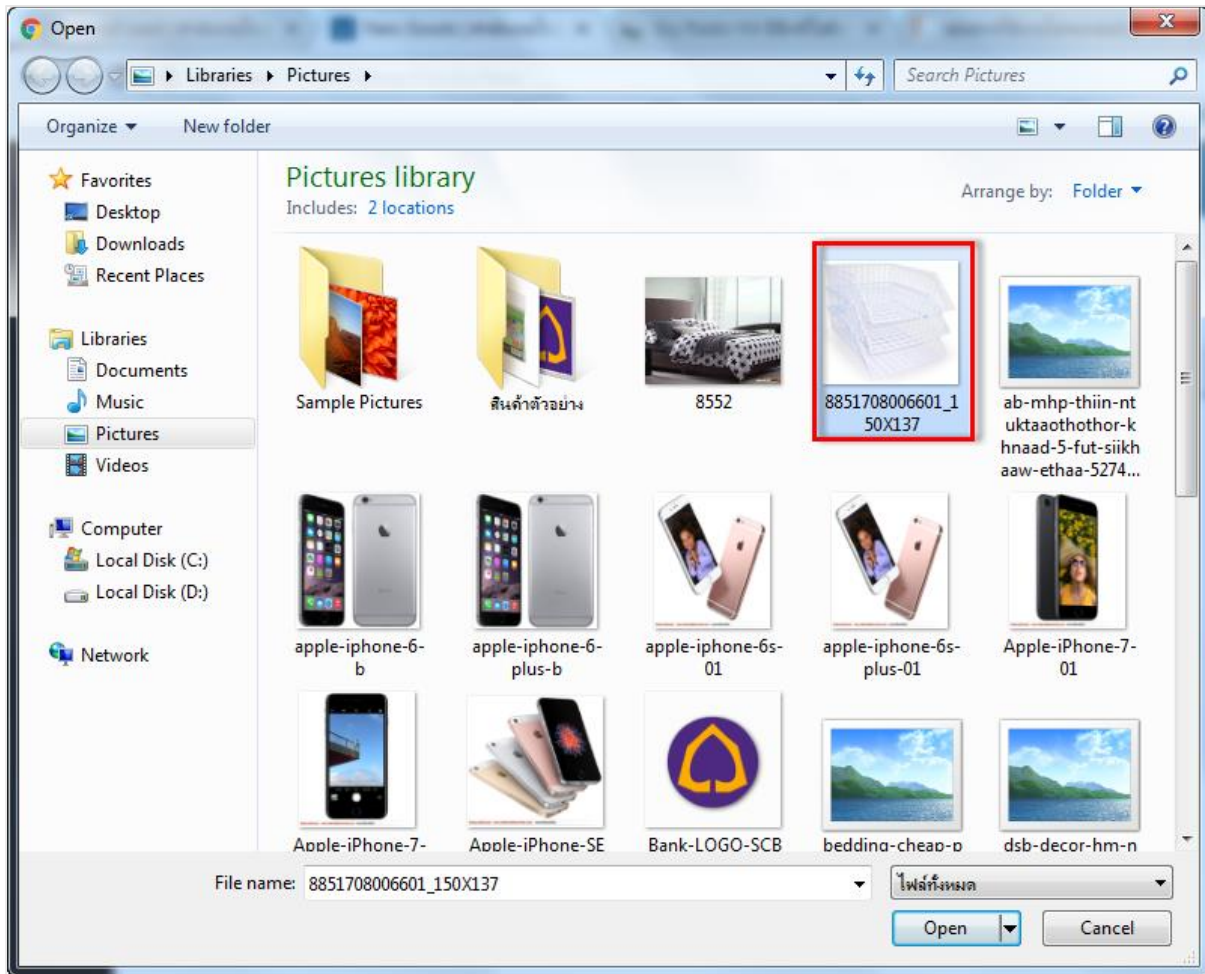 Open
Libraries
Pictures
Search Pictures
Organize
New folder
Favorites
Desktop
Downloads
Recent Places
Libraries
Documents
Music
Pictures
Videos
Computer
Local Disk (C:)
Local Disk (D:)
Network
Pictures library
Includes: 2 locations
Arrange by: Folder
Sample Pictures
สินค้าตัวอย่าง
8552
8851708006601_1
50X137
ab-mhp-thiin-nt
uktaaothothor-k
hnaad-5-fut-siikh
aaw-ethaa-5274...
apple-iphone-6-
b
apple-iphone-6-
plus-b
apple-iphone-6s-
01
apple-iphone-6s-
plus-01
Apple-iPhone-7-
01
Apple-iPhone-7-
Apple-iPhone-SE
Bank-LOGO-SCB
bedding-cheap-p
dsb-decor-hm-n
File name: 8851708006601_150X137
ไฟล์ทั้งหมด
Open
Cancel